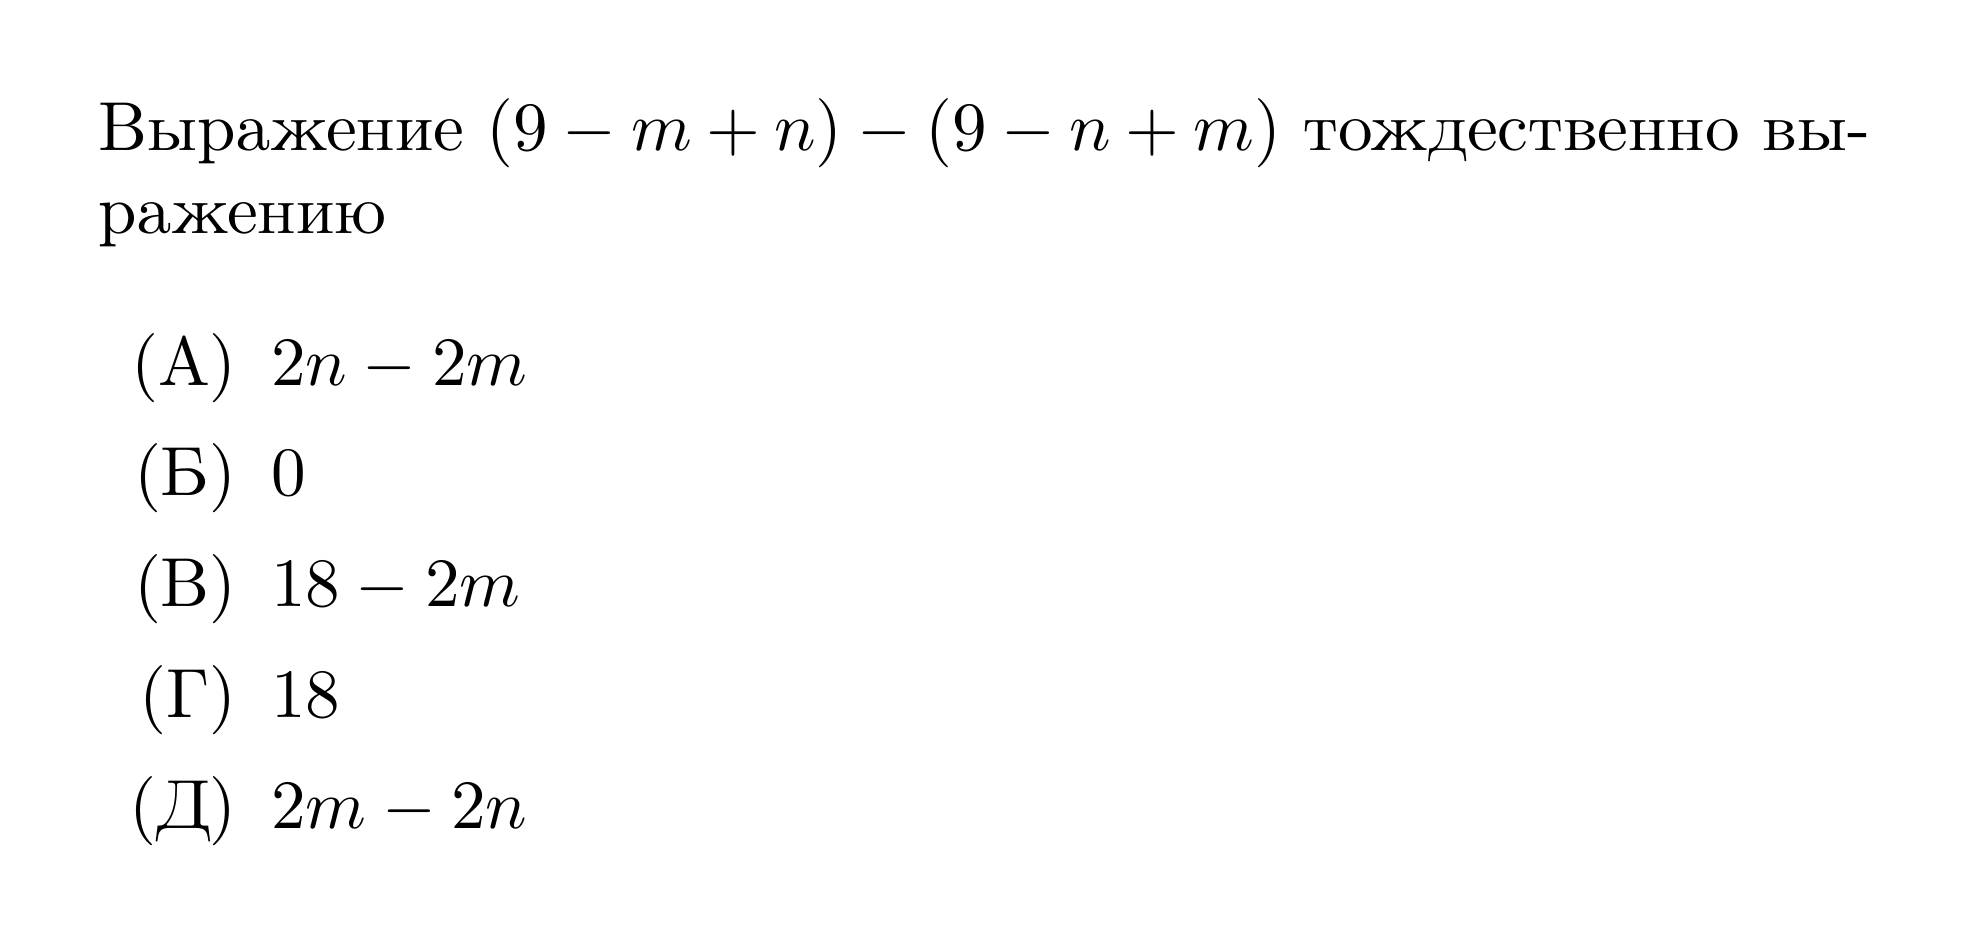 Выражение (9 − m + n) − (9 − n + m) тождественно вы-
ражению
(А) 2n − 2m
(Б) 0
(В) 18 − 2m
(Г) 18
(Д) 2m − 2n